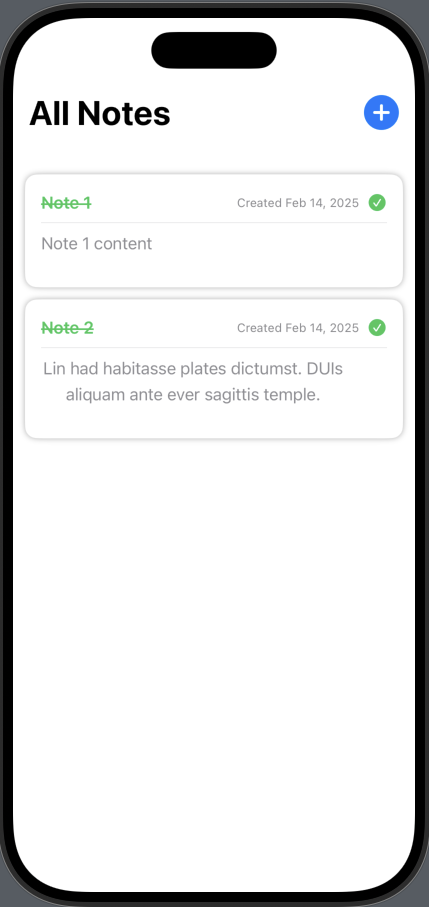 All Notes
Note 1 Created Feb 14, 2025
Note 1 content
Note 2 Created Feb 14, 2025
Lin had habitasse plates dictumst. DUIs
aliquam ante ever sagittis temple.